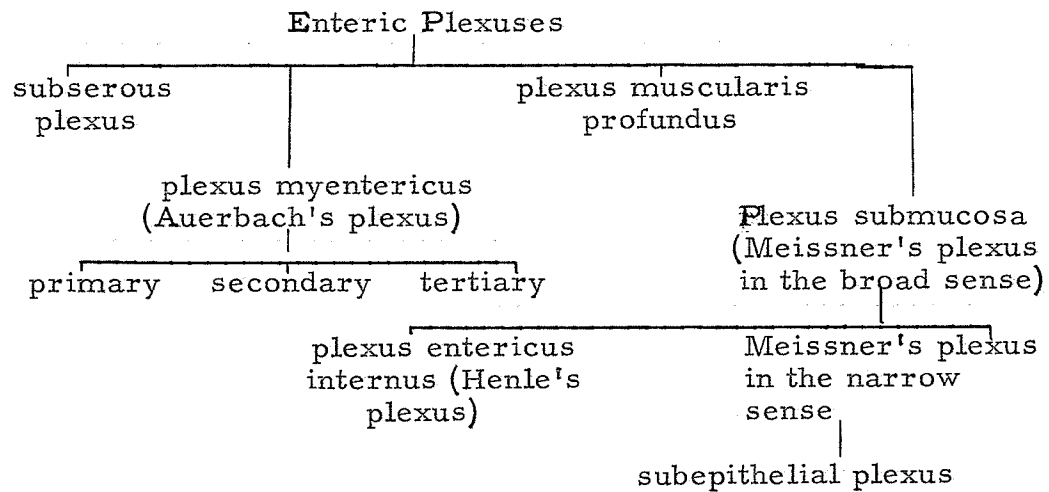 Enteric Plexuses
subserous
plexus
plexus muscularis
profundus
plexus myentericus
(Auerbach's plexus)
Plexus submucosa
(Meissner's plexus
in the broad sense)
primary secondary tertiary
plexus entericus
internus (Henle's
plexus)
Meissner's plexus
in the narrow
sense
subepithelial plexus